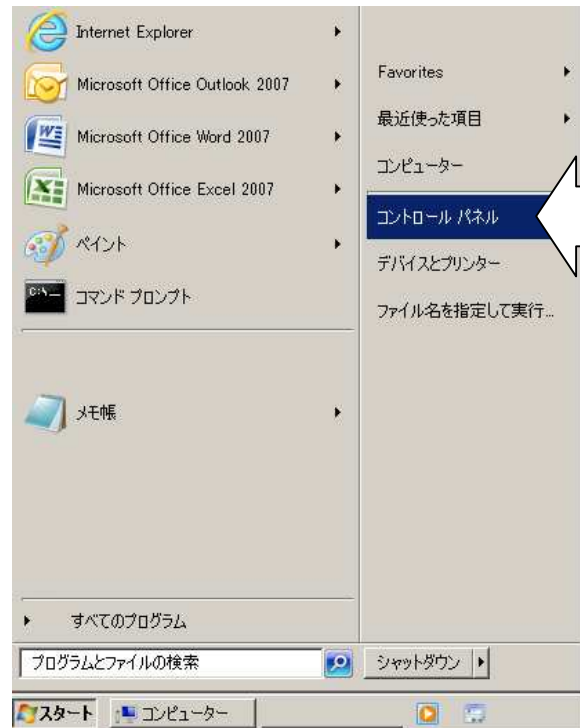 Internet Explorer
Microsoft Office Outlook 2007
Microsoft Office Word 2007
Microsoft Office Excel 2007
ペイント
C:\_
コマンド プロンプト
メモ帳
すべてのプログラム
プログラムとファイルの検索
Favorites
最近使った項目
コンピューター
コントロール パネル
デバイスとプリンター
ファイル名を指定して実行...
シャットダウン
スタート
コンピューター